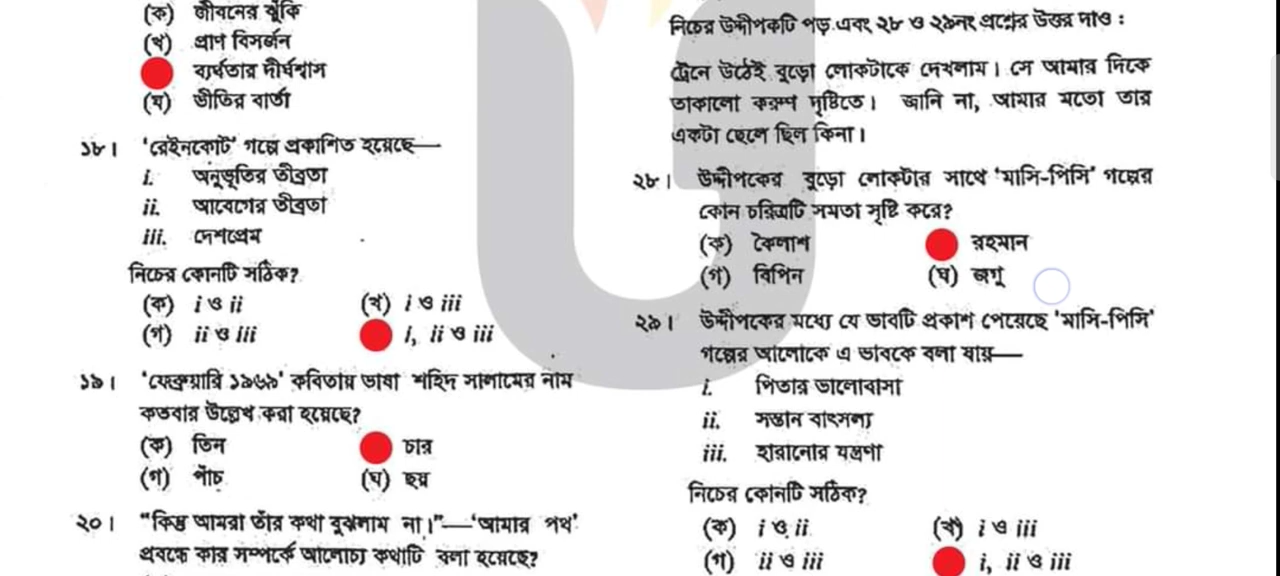 (ক) জীবনের ঝুঁকি
(খ) প্রাণ বিসর্জন
ব্যর্থতার দীর্ঘশ্বাস
(ঘ) ভীতির বার্তা
১৮। ‘রেইনকোট’ গল্পে প্রকাশিত হয়েছে—
i. অনুভূতির তীব্রতা
ii. আবেগের তীব্রতা
iii. দেশপ্রেম
নিচের কোনটি সঠিক?
(ক) i ও ii (খ) i ও iii
(গ) ii ও iii i, ii ও iii
১৯। ‘ফেব্রুয়ারি ১৯৬৯’ কবিতায় ভাষা শহিদ সালামের নাম
কতবার উল্লেখ করা হয়েছে?
(ক) তিন চার
(গ) পাঁচ (ঘ) ছয়
২০। “কিন্তু আমরা তাঁর কথা বুঝলাম না।”—‘আমার পথ’
প্রবন্ধে কার সম্পর্কে আলোচ্য কথাটি বলা হয়েছে?
নিচের উদ্দীপকটি পড় এবং ২৮ ও ২৯নং প্রশ্নের উত্তর দাও :
ট্রেনে উঠেই বুড়ো লোকটাকে দেখলাম। সে আমার দিকে
তাকালো করুণ দৃষ্টিতে। জানি না, আমার মতো তার
একটা ছেলে ছিল কিনা।
২৮। উদ্দীপকের বুড়ো লোকটার সাথে ‘মাসি-পিসি’ গল্পের
কোন চরিত্রটি সমতা সৃষ্টি করে?
(ক) কৈলাশ রহমান
(গ) বিপিন (ঘ) জগু
২৯। উদ্দীপকের মধ্যে যে ভাবটি প্রকাশ পেয়েছে ‘মাসি-পিসি’
গল্পের আলোকে এ ভাবকে বলা যায়—
i. পিতার ভালোবাসা
ii. সন্তান বাৎসল্য
iii. হারানোর যন্ত্রণা
নিচের কোনটি সঠিক?
(ক) i ও ii (খ) i ও iii
(গ) ii ও iii i, ii ও iii